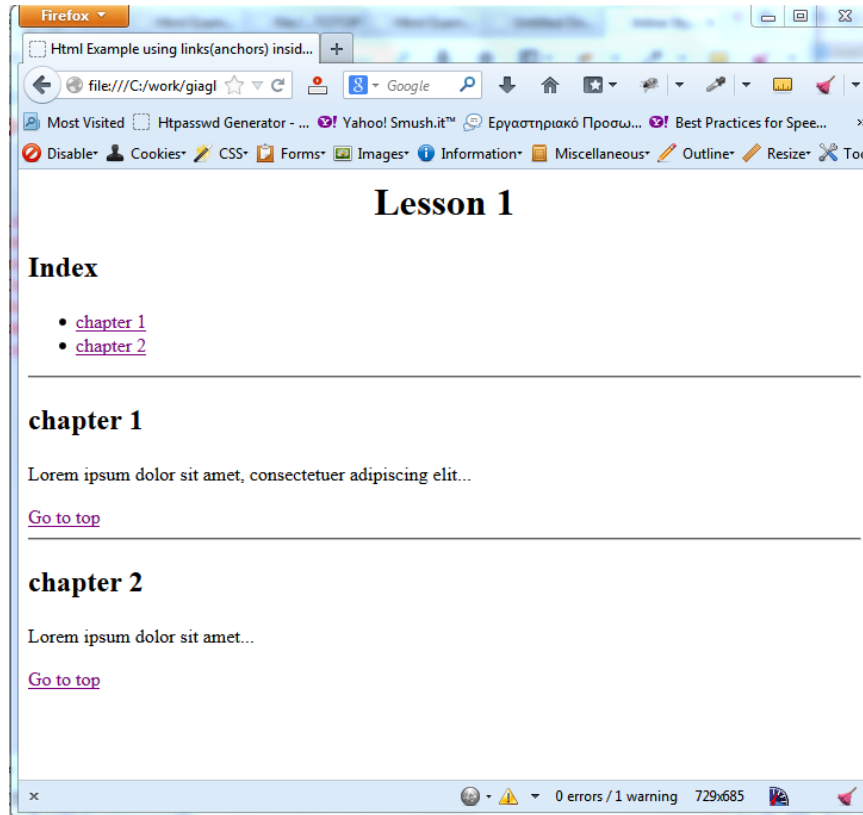 Firefox
Html Example using links(anchors) insid...
file:///C:/work/giagl
Google
Most Visited Htpasswd Generator - ... Yahoo! Smush.it™ Εργαστηριακό Προσω... Best Practices for Spee...
Disable Cookies CSS Forms Images Information Miscellaneous Outline Resize Too
Lesson 1
Index
• chapter 1
• chapter 2
chapter 1
Lorem ipsum dolor sit amet, consectetuer adipiscing elit...
Go to top
chapter 2
Lorem ipsum dolor sit amet...
Go to top
0 errors / 1 warning 729x685